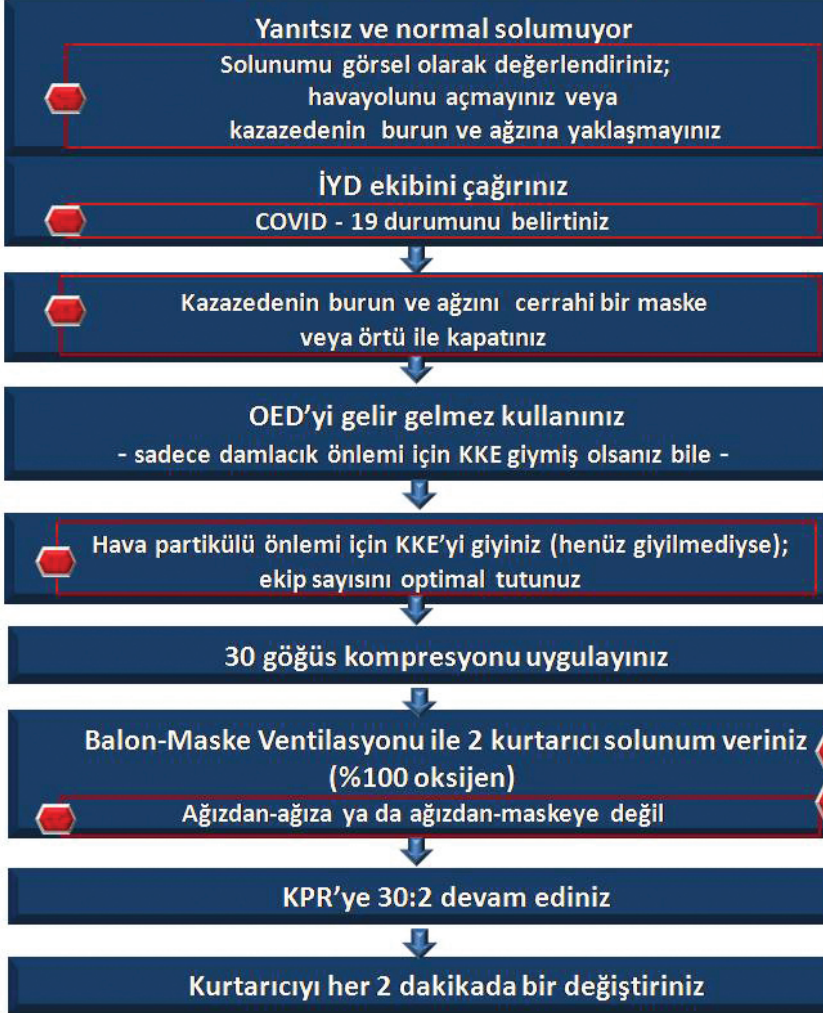 Yanıtsız ve normal solumuyor
Solunumu görsel olarak değerlendiriniz;
havayolunu açmayınız veya
kazazedenin burun ve ağzına yaklaşmayınız
İYD ekibini çağırınız
COVID - 19 durumunu belirtiniz
Kazazedenin burun ve ağzını cerrahi bir maske
veya örtü ile kapatınız
OED’yi gelir gelmez kullanınız
- sadece damlacık önlemi için KKE giymiş olsanız bile -
Hava partikülü önlemi için KKE’yi giyiniz (henüz giyilmediyse);
ekip sayısını optimal tutunuz
30 göğüs kompresyonu uygulayınız
Balon-Maske Ventilasyonu ile 2 kurtarıcı solunum veriniz
(%100 oksijen)
Ağızdan-ağıza ya da ağızdan-maskeye değil
KPR’ye 30:2 devam ediniz
Kurtarıcıyı her 2 dakikada bir değiştiriniz